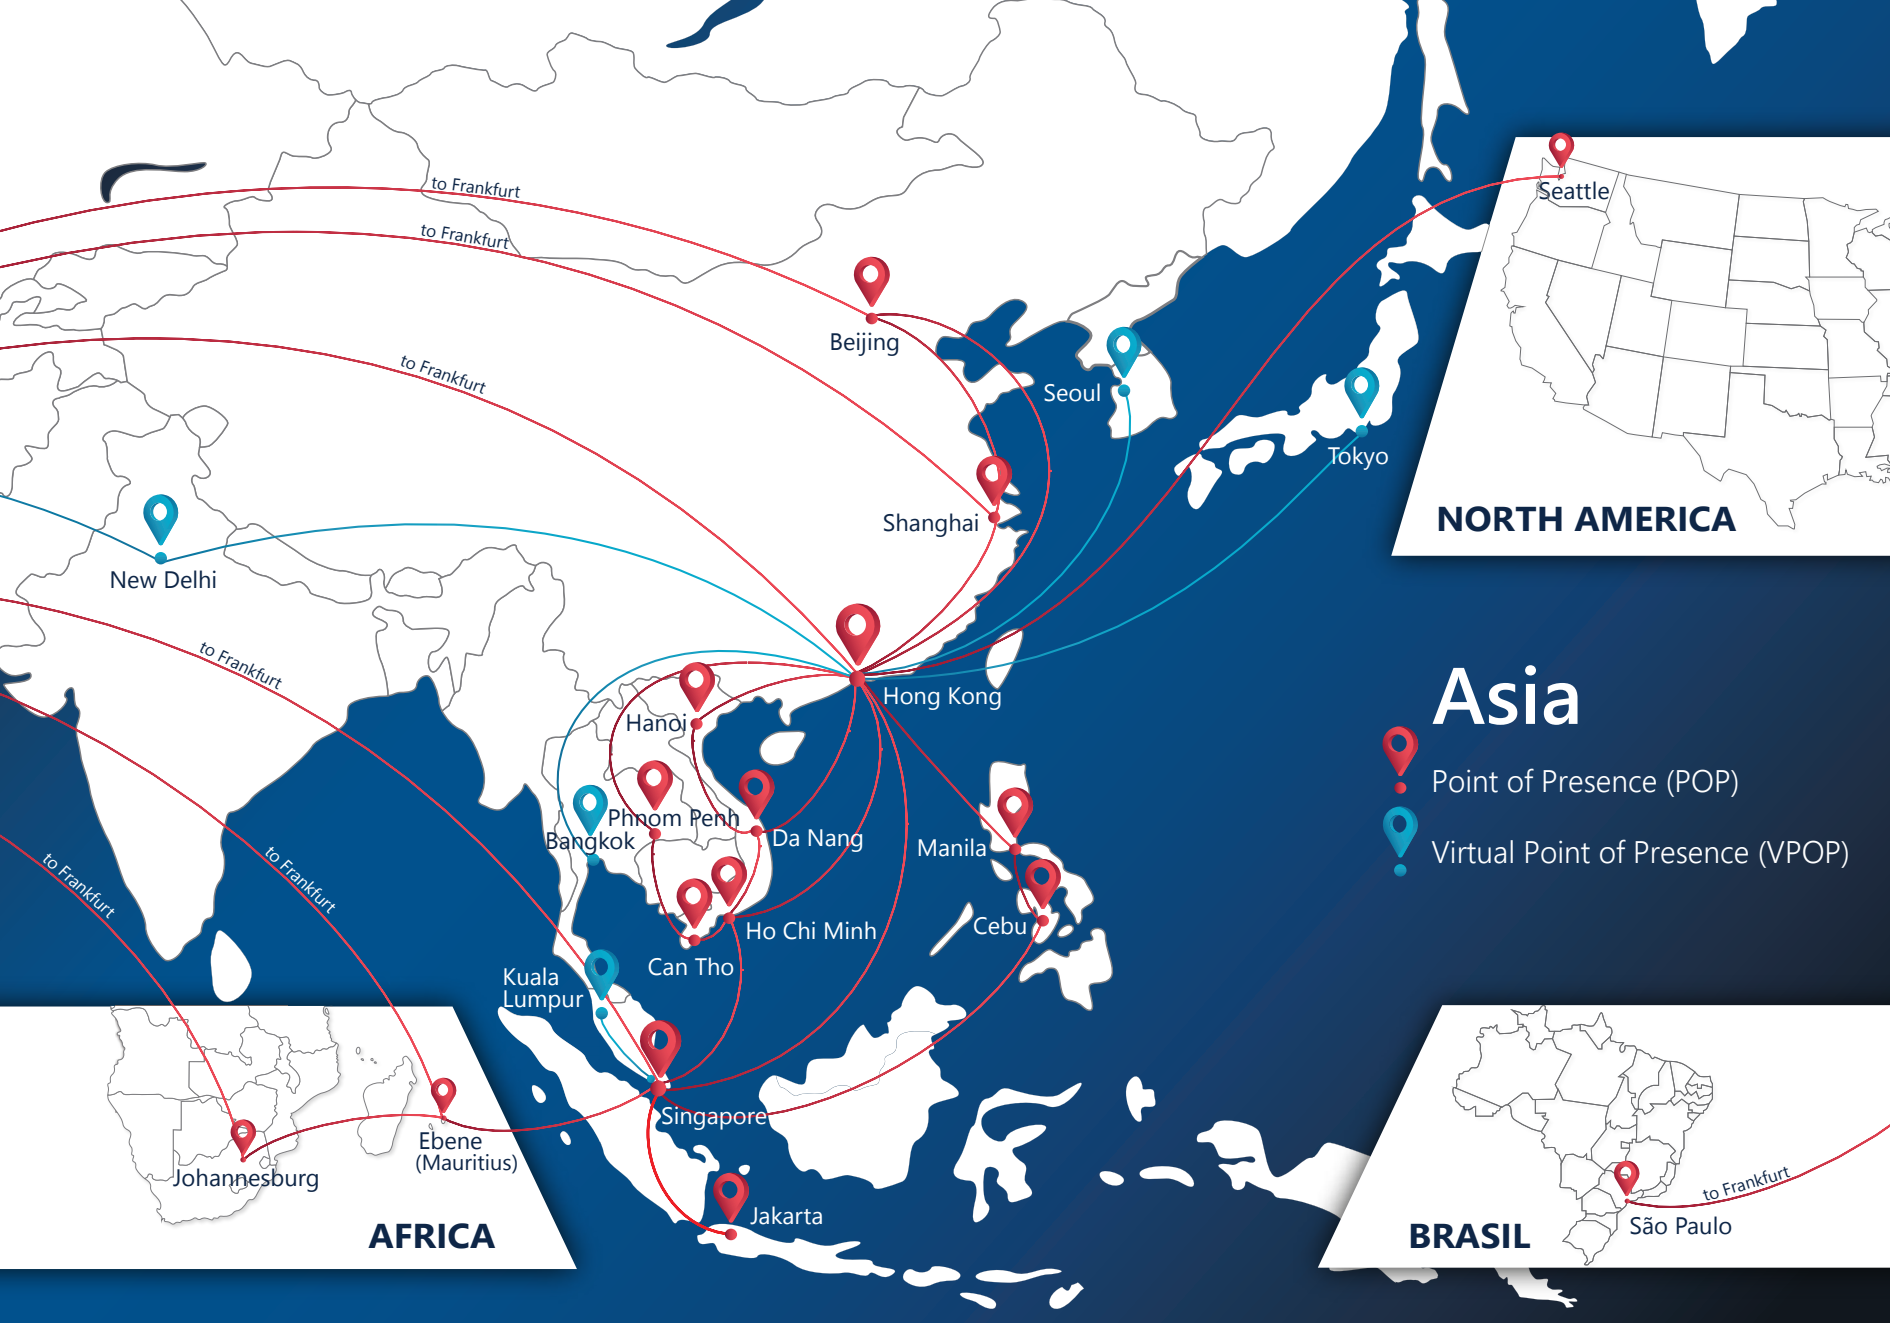 to Frankfurt
Seattle
to Frankfurt
Beijing
to Frankfurt
Seoul
Tokyo
Shanghai
NORTH AMERICA
New Delhi
to Frankfurt
Hong Kong
Hanoi
Asia
Point of Presence (POP)
Phnom Penh
Bangkok
Da Nang
Manila
Virtual Point of Presence (VPOP)
to Frankfurt
to Frankfurt
Cebu
Ho Chi Minh
Can Tho
Kuala
Lumpur
Singapore
Ebene
(Mauritius)
Johannesburg
to Frankfurt
Jakarta
São Paulo
AFRICA
BRASIL